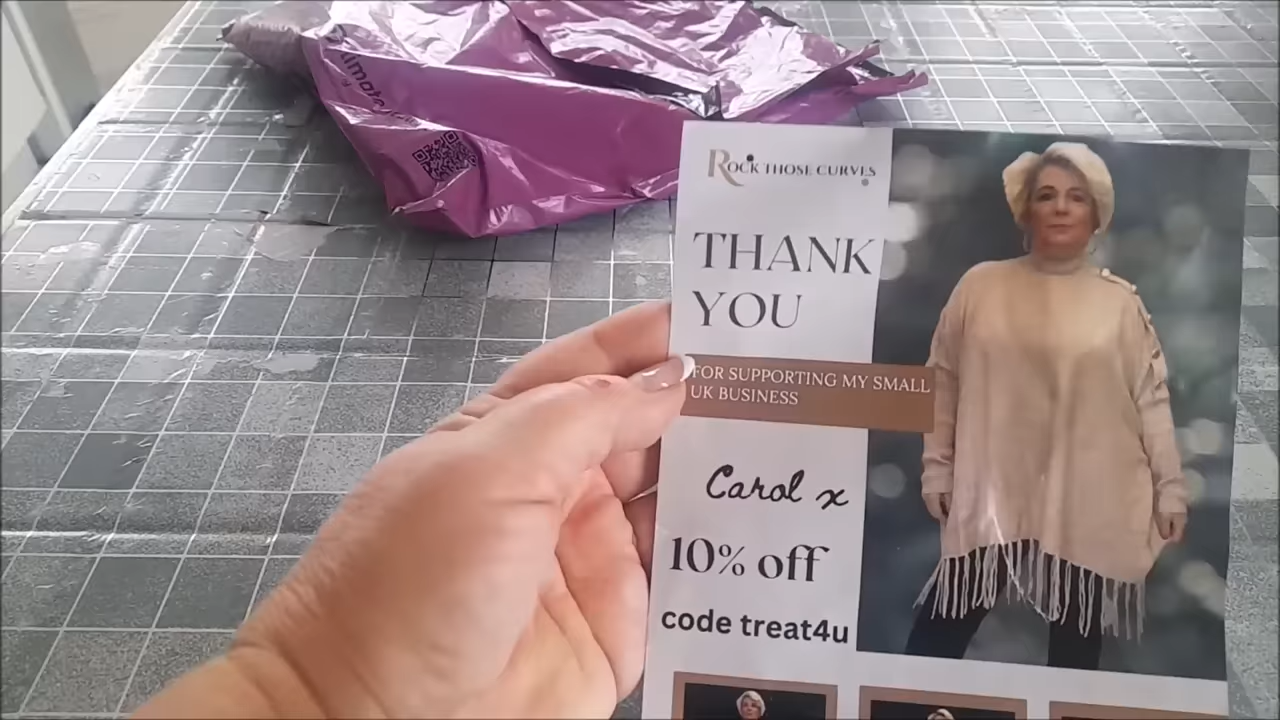 ROCK THOSE CURVES
THANK
YOU
FOR SUPPORTING MY SMALL
UK BUSINESS
Carol x
10% off
code treat4u